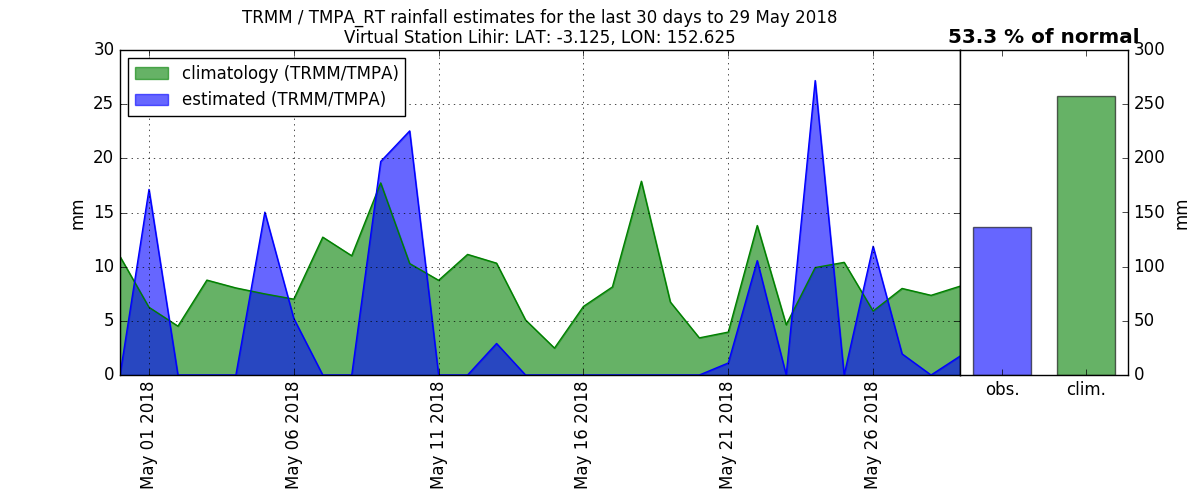 TRMM / TMPA_RT rainfall estimates for the last 30 days to 29 May 2018
Virtual Station Lihir: LAT: -3.125, LON: 152.625
53.3 % of normal
climatology (TRMM/TMPA)
estimated (TRMM/TMPA)
mm
30
25
20
15
10
5
0
May 01 2018
May 06 2018
May 11 2018
May 16 2018
May 21 2018
May 26 2018
300
250
200
150
100
50
0
mm
obs.
clim.